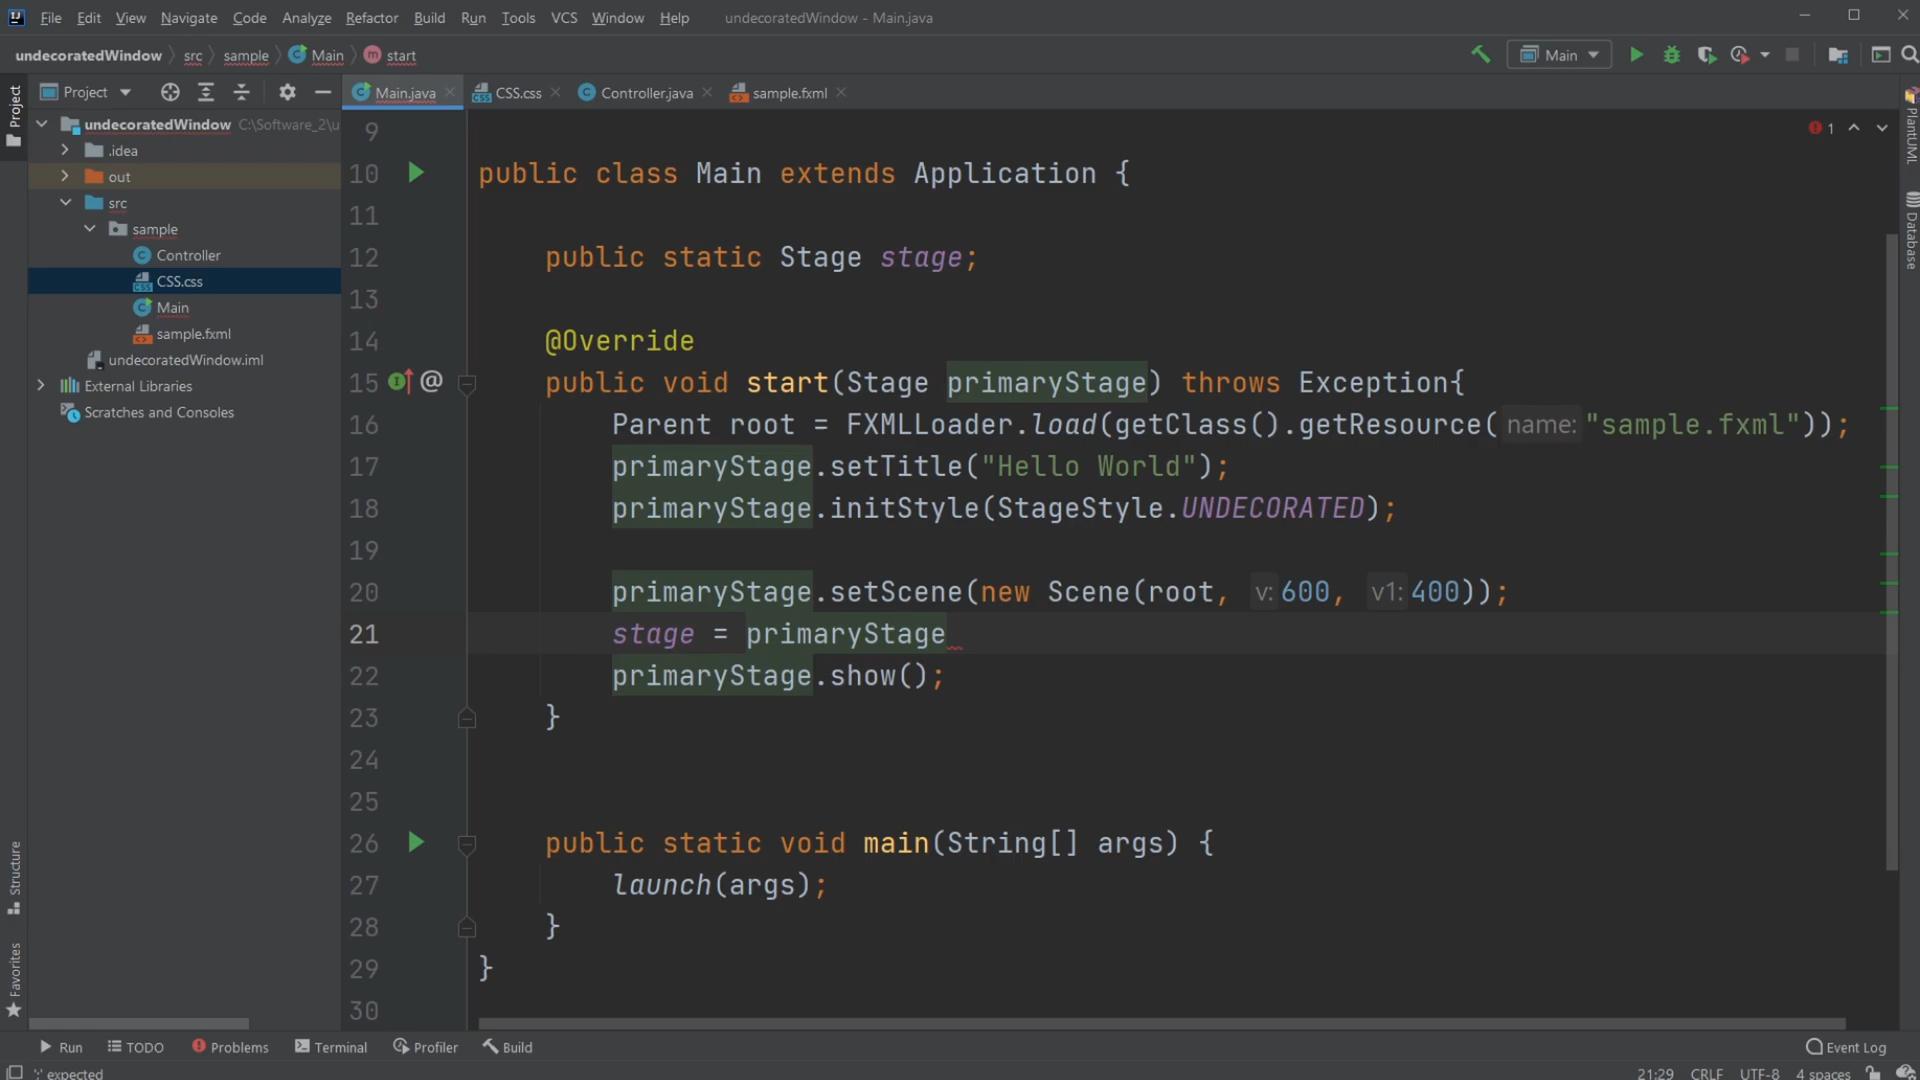 File Edit View Navigate Code Analyze Refactor Build Run Tools VCS Window Help undecoratedWindow - Main.java
undecoratedWindow src sample Main start
Main
Project
Main.java CSS.css Controller.java sample.fxml
Project
undecoratedWindow C:\Software_2\u
.idea
out
src
sample
Controller
CSS.css
Main
sample.fxml
undecoratedWindow.iml
External Libraries
Scratches and Consoles
Structure
Favorites
1
PlantUML
Database
9
10 public class Main extends Application {
11
12 public static Stage stage;
13
14 @Override
15 @ public void start(Stage primaryStage) throws Exception{
16 Parent root = FXMLLoader.load(getClass().getResource( name: "sample.fxml"));
17 primaryStage.setTitle("Hello World");
18 primaryStage.initStyle(StageStyle.UNDECORATED);
19
20 primaryStage.setScene(new Scene(root, v: 600, v1: 400));
21 stage = primaryStage
22 primaryStage.show();
23 }
24
25
26 public static void main(String[] args) {
27 launch(args);
28 }
29 }
30
Run TODO Problems Terminal Profiler Build Event Log
';' expected 21:29 CRLF UTF-8 4 spaces